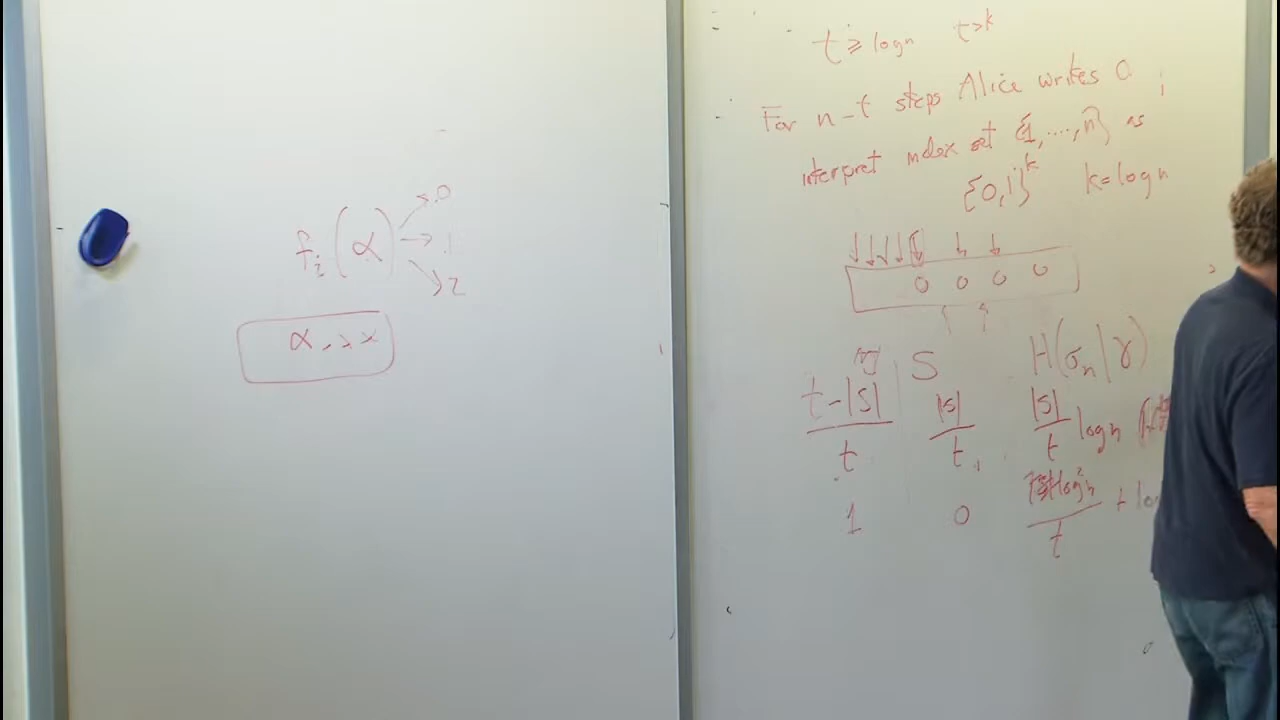 f_i (α) → 0
→ 1
→ 2
α, x x
t ≥ log n t > k
For n-t steps Alice writes 0
interpret index set {1, ...., n} as
{0,1}^k k = log n
0 0 0 0
S H(σ_n | γ)
t-|S| / t |S| / t |S| / t log n
1 0 log² n / t +